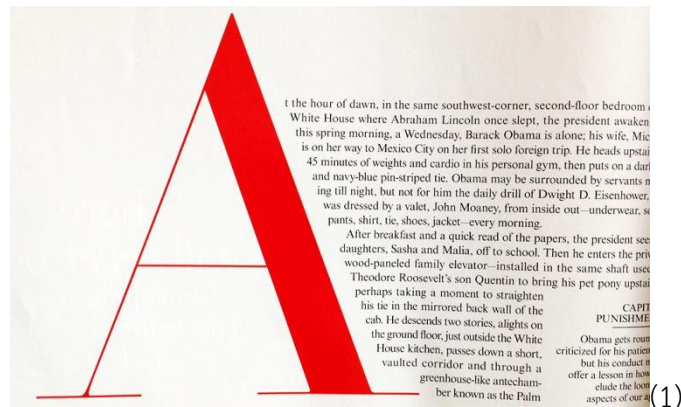 A
t the hour of dawn, in the same southwest-corner, second-floor bedroom
White House where Abraham Lincoln once slept, the president awaken
this spring morning, a Wednesday, Barack Obama is alone; his wife, Mic
is on her way to Mexico City on her first solo foreign trip. He heads upstai
45 minutes of weights and cardio in his personal gym, then puts on a dar
and navy-blue pin-striped tie. Obama may be surrounded by servants m
ing till night, but not for him the daily drill of Dwight D. Eisenhower,
was dressed by a valet, John Moaney, from inside out—underwear, so
pants, shirt, tie, shoes, jacket—every morning.
After breakfast and a quick read of the papers, the president see
daughters, Sasha and Malia, off to school. Then he enters the priv
wood-paneled family elevator—installed in the same shaft used
Theodore Roosevelt's son Quentin to bring his pet pony upstai
perhaps taking a moment to straighten
his tie in the mirrored back wall of the
cab. He descends two stories, alights on
the ground floor, just outside the White
House kitchen, passes down a short,
vaulted corridor and through a
greenhouse-like antecham-
ber known as the Palm
CAPIT
PUNISHME
Obama gets roun
criticized for his patien
but his conduct
offer a lesson in how
elude the loon
aspects of our
(1)